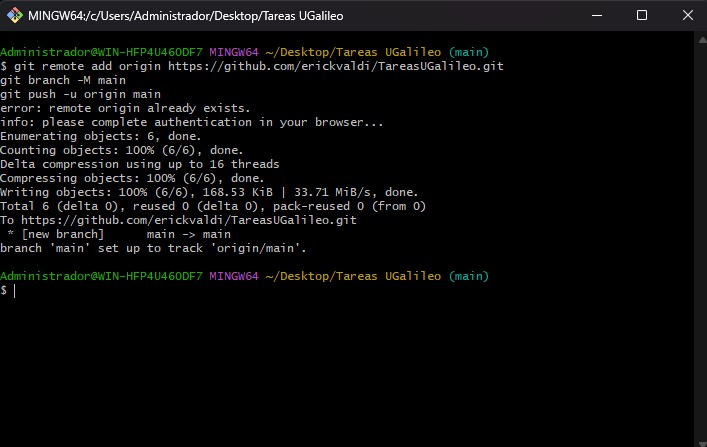 MINGW64:/c/Users/Administrador/Desktop/Tareas UGalileo
Administrador@WIN-HFP4U46ODF7 MINGW64 ~/Desktop/Tareas UGalileo (main)
$ git remote add origin https://github.com/erickvaldi/TareasUGalileo.git
git branch -M main
git push -u origin main
error: remote origin already exists.
info: please complete authentication in your browser...
Enumerating objects: 6, done.
Counting objects: 100% (6/6), done.
Delta compression using up to 16 threads
Compressing objects: 100% (6/6), done.
Writing objects: 100% (6/6), 168.53 KiB | 33.71 MiB/s, done.
Total 6 (delta 0), reused 0 (delta 0), pack-reused 0 (from 0)
To https://github.com/erickvaldi/TareasUGalileo.git
 * [new branch]      main -> main
branch 'main' set up to track 'origin/main'.
Administrador@WIN-HFP4U46ODF7 MINGW64 ~/Desktop/Tareas UGalileo (main)
$